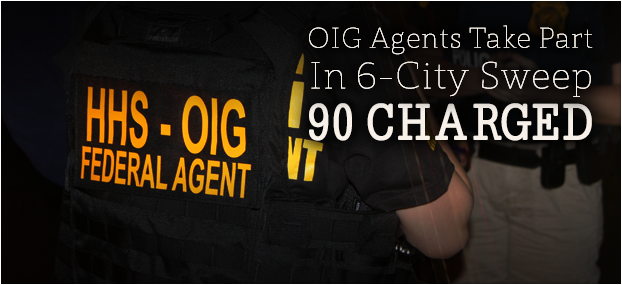 OIG Agents Take Part
In 6-City Sweep
90 CHARGED
HHS - OIG
FEDERAL AGENT